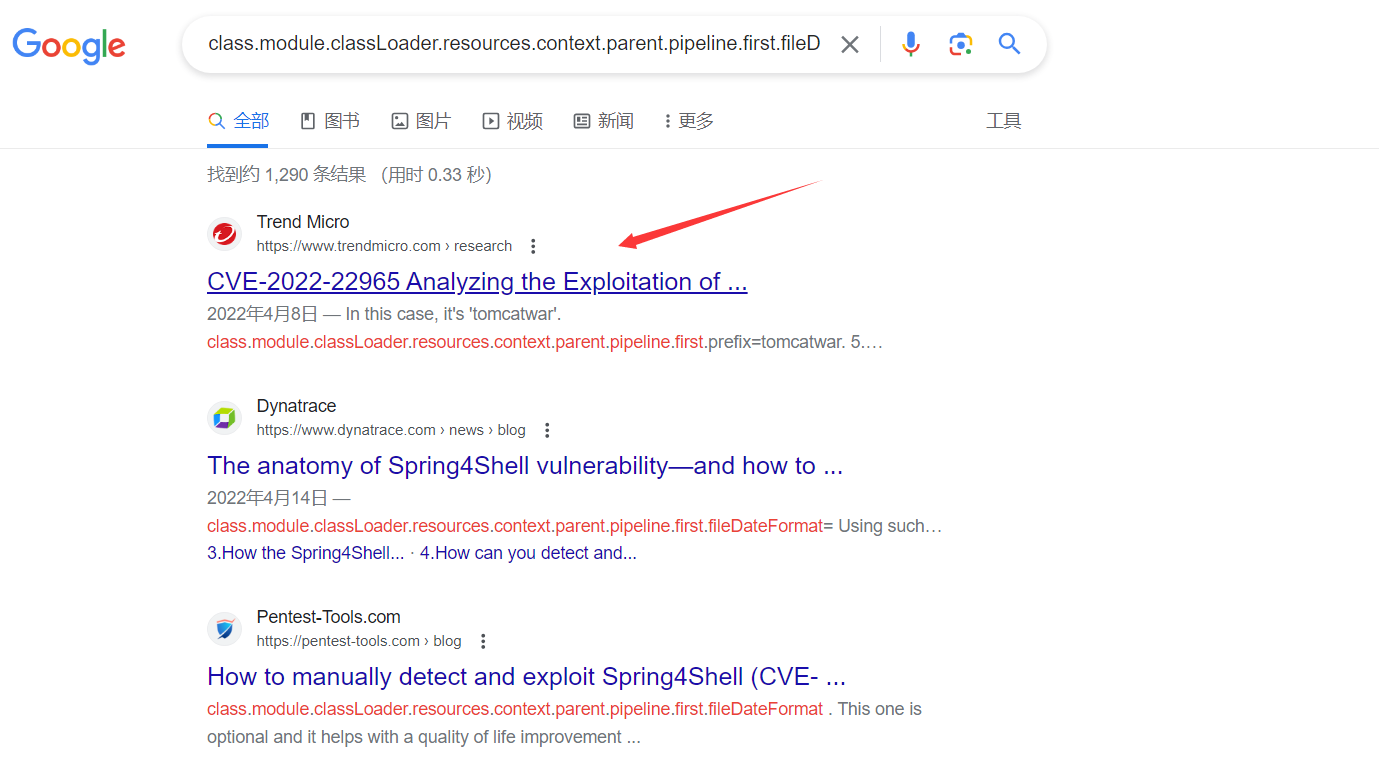 Google
class.module.classLoader.resources.context.parent.pipeline.first.fileD
全部 图书 图片 视频 新闻 更多 工具
找到约 1,290 条结果 (用时 0.33 秒)
Trend Micro
https://www.trendmicro.com › research
CVE-2022-22965 Analyzing the Exploitation of ...
2022年4月8日 — In this case, it's 'tomcatwar'.
class.module.classLoader.resources.context.parent.pipeline.first.prefix=tomcatwar. 5.…
Dynatrace
https://www.dynatrace.com › news › blog
The anatomy of Spring4Shell vulnerability—and how to ...
2022年4月14日 —
class.module.classLoader.resources.context.parent.pipeline.first.fileDateFormat= Using such…
3.How the Spring4Shell... · 4.How can you detect and...
Pentest-Tools.com
https://pentest-tools.com › blog
How to manually detect and exploit Spring4Shell (CVE- ...
class.module.classLoader.resources.context.parent.pipeline.first.fileDateFormat . This one is
optional and it helps with a quality of life improvement ...